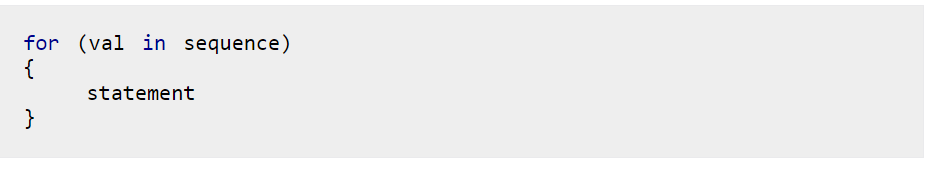 for (val in sequence)
{
statement
}